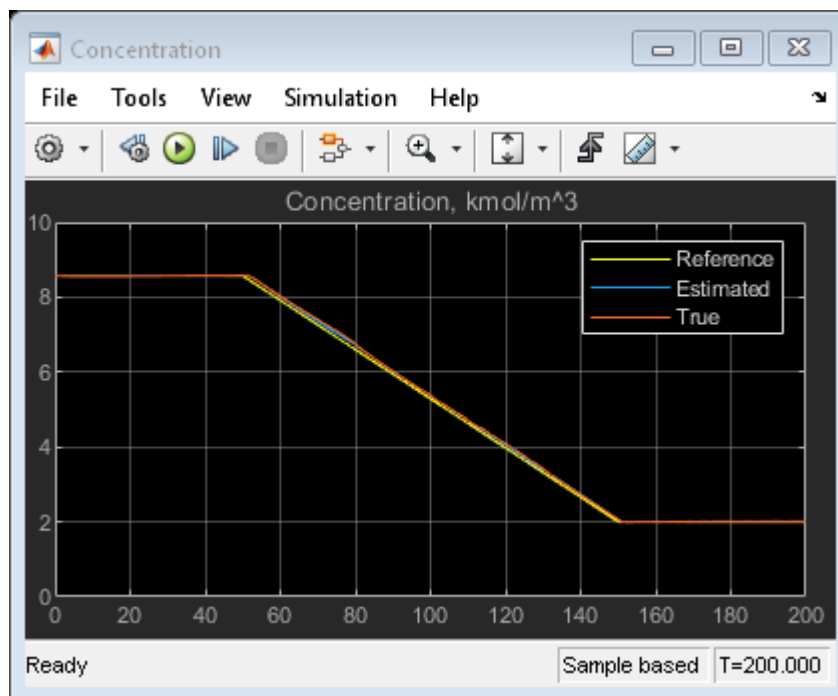 Concentration
File Tools View Simulation Help
Concentration, kmol/m^3
10
8
6
4
2
0
Reference
Estimated
True
0 20 40 60 80 100 120 140 160 180 200
Ready Sample based T=200.000